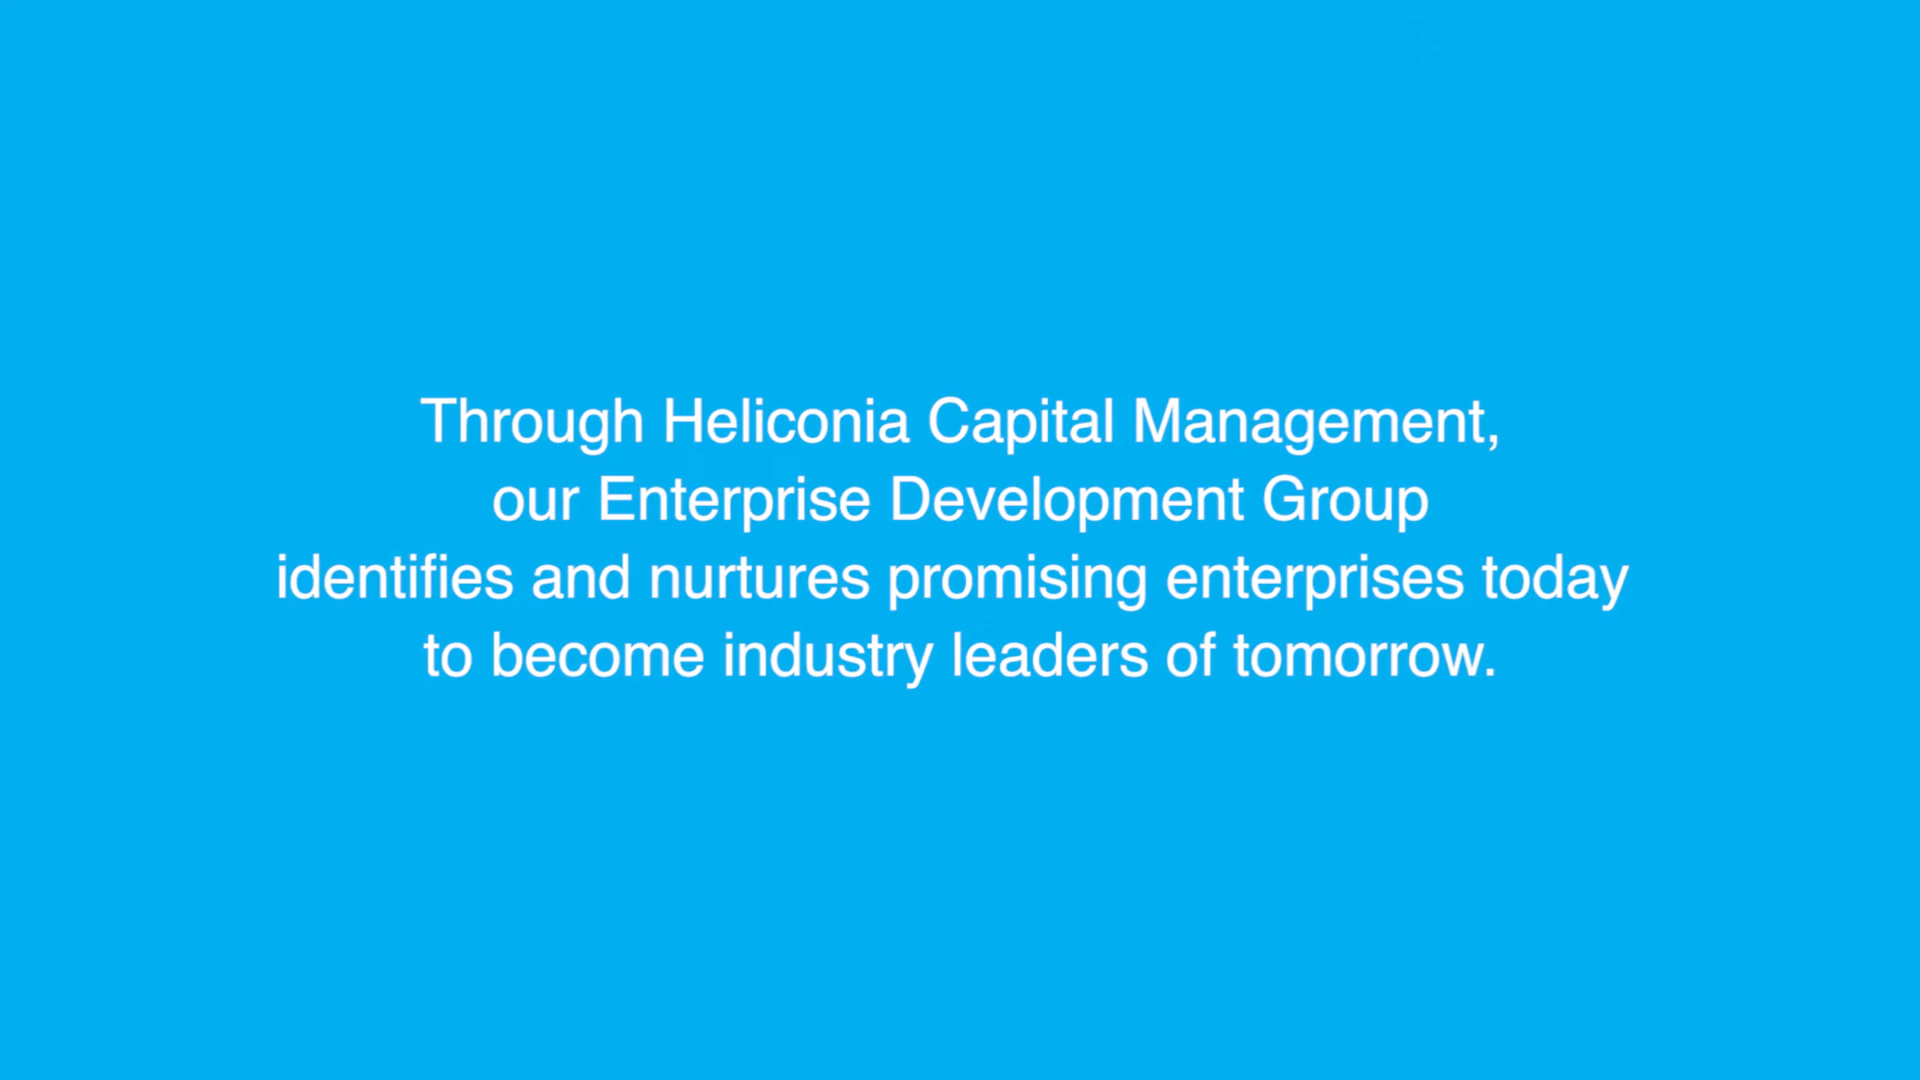 Through Heliconia Capital Management,
our Enterprise Development Group
identifies and nurtures promising enterprises today
to become industry leaders of tomorrow.